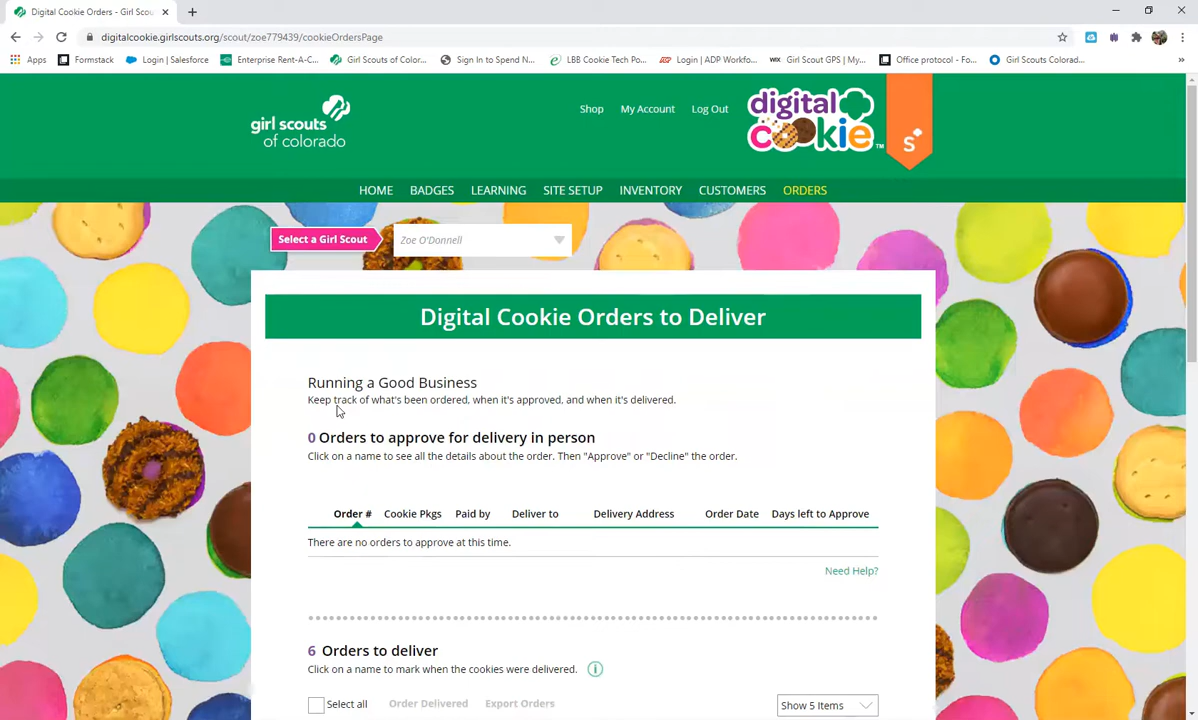 Digital Cookie Orders - Girl Scou
digitalcookie.girlscouts.org/scout/zoe779439/cookieOrdersPage
Apps Formstack Login | Salesforce Enterprise Rent-A-C... Girl Scouts of Color... Sign In to Spend N... LBB Cookie Tech Po... Login | ADP Workfo... WIX Girl Scout GPS | My... Office protocol - Fo... Girl Scouts Colorad...
girl scouts
of colorado
Shop My Account Log Out
digital
cookie TM
S
HOME BADGES LEARNING SITE SETUP INVENTORY CUSTOMERS ORDERS
Select a Girl Scout Zoe O'Donnell
Digital Cookie Orders to Deliver
Running a Good Business
Keep track of what's been ordered, when it's approved, and when it's delivered.
0 Orders to approve for delivery in person
Click on a name to see all the details about the order. Then "Approve" or "Decline" the order.
Order # Cookie Pkgs Paid by Deliver to Delivery Address Order Date Days left to Approve
There are no orders to approve at this time.
Need Help?
6 Orders to deliver
Click on a name to mark when the cookies were delivered. i
Select all Order Delivered Export Orders Show 5 Items